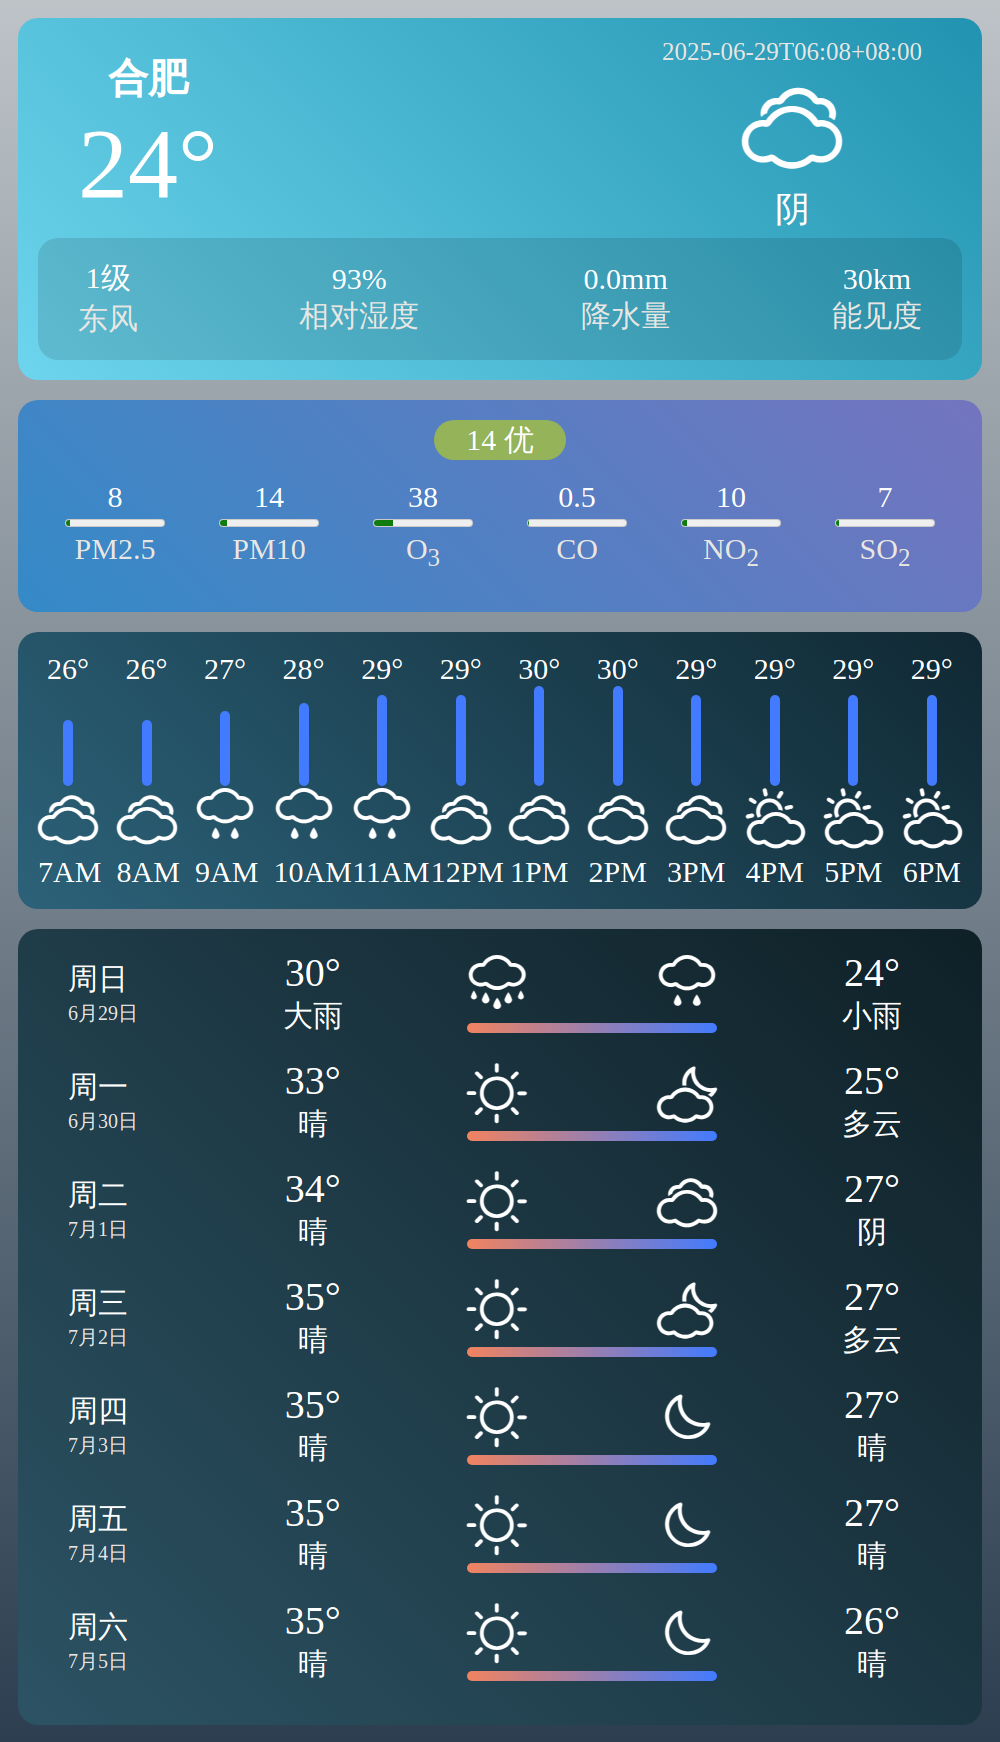 合肥
2025-06-29T06:08+08:00
24°
阴
1级 93% 0.0mm 30km
东风 相对湿度 降水量 能见度
14 优
8 14 38 0.5 10 7
PM2.5 PM10 O3 CO NO2 SO2
26° 26° 27° 28° 29° 29° 30° 30° 29° 29° 29° 29°
7AM 8AM 9AM 10AM 11AM 12PM 1PM 2PM 3PM 4PM 5PM 6PM
周日 30° 24°
6月29日 大雨 小雨
周一 33° 25°
6月30日 晴 多云
周二 34° 27°
7月1日 晴 阴
周三 35° 27°
7月2日 晴 多云
周四 35° 27°
7月3日 晴 晴
周五 35° 27°
7月4日 晴 晴
周六 35° 26°
7月5日 晴 晴